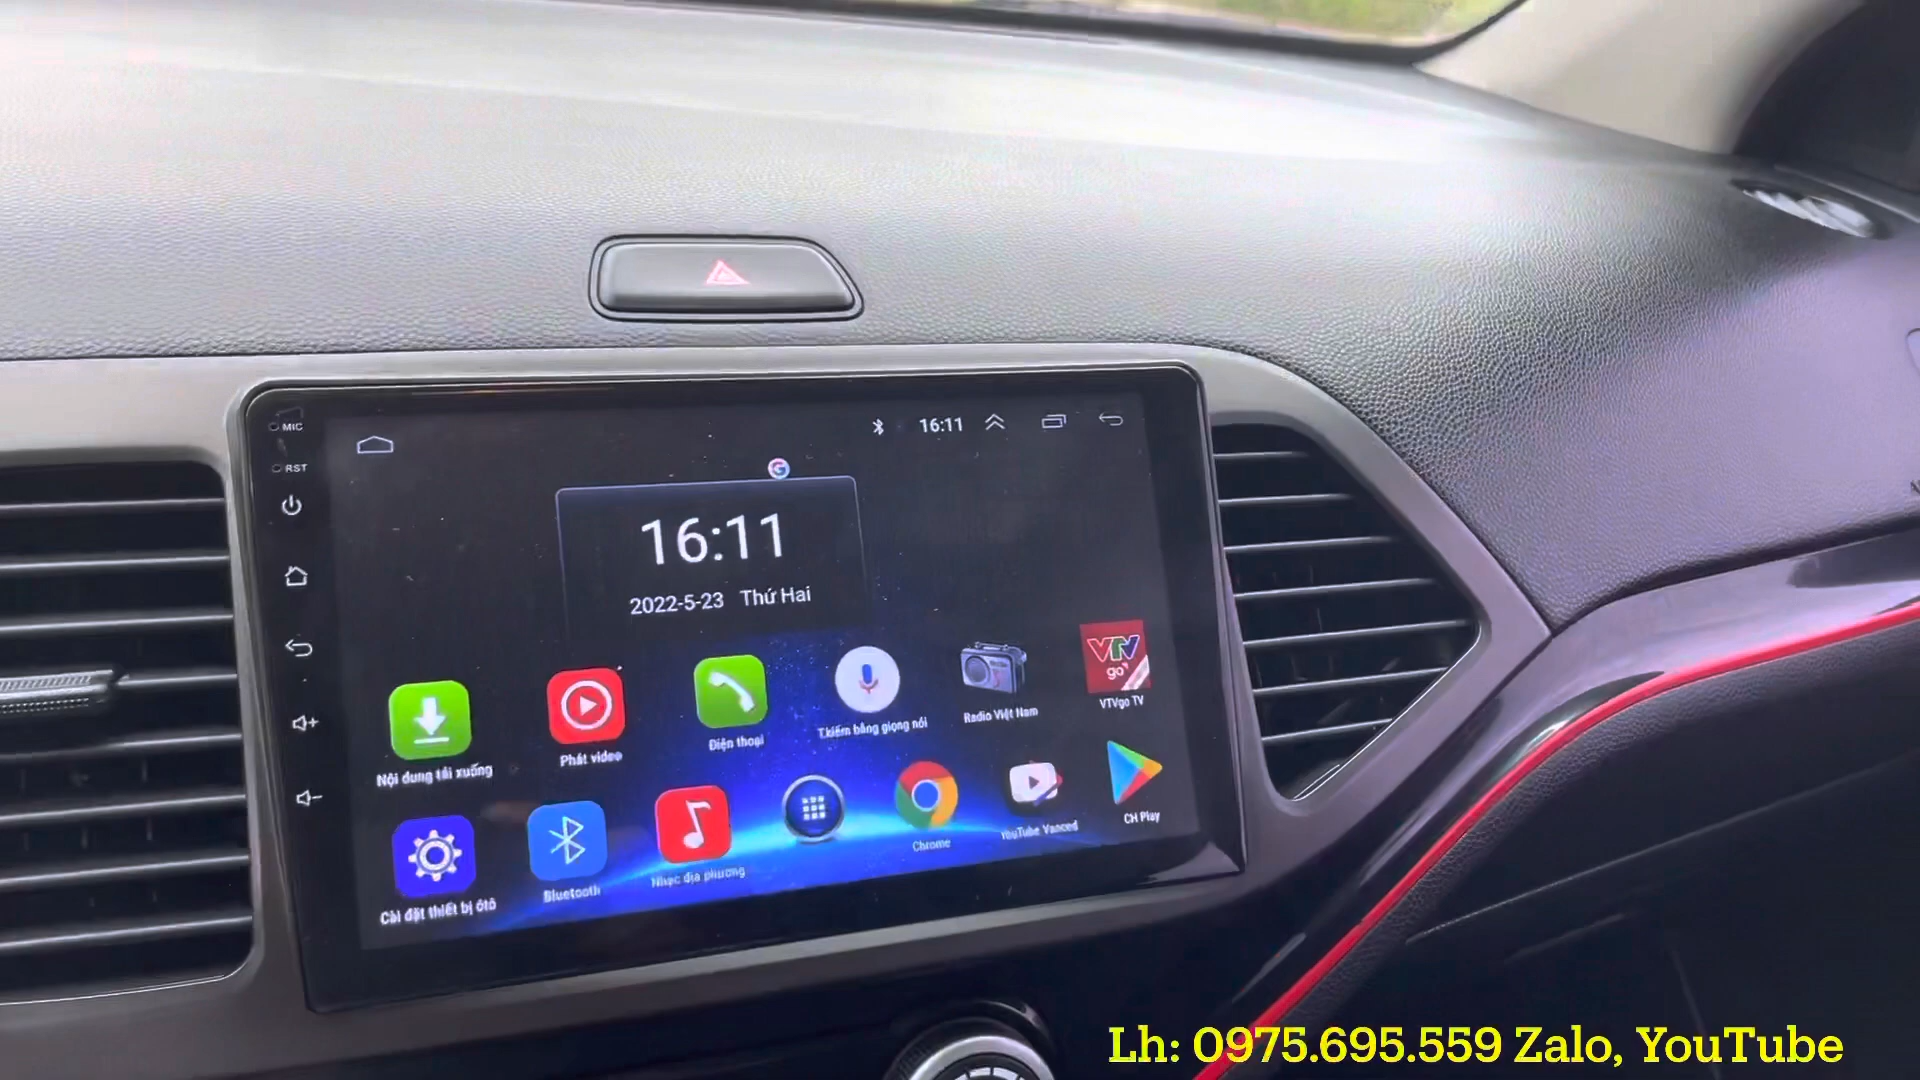 MIC
RST
16:11
G
16:11
2022-5-23 Thứ Hai
VTV
go
Nội dung tải xuống
Phát video
Điện thoại
T.kiếm bằng giọng nói
Radio Việt Nam
VTVgo TV
Cài đặt thiết bị ôtô
Bluetooth
Nhạc địa phương
Chrome
YouTube Vanced
CH Play
Lh: 0975.695.559 Zalo, YouTube